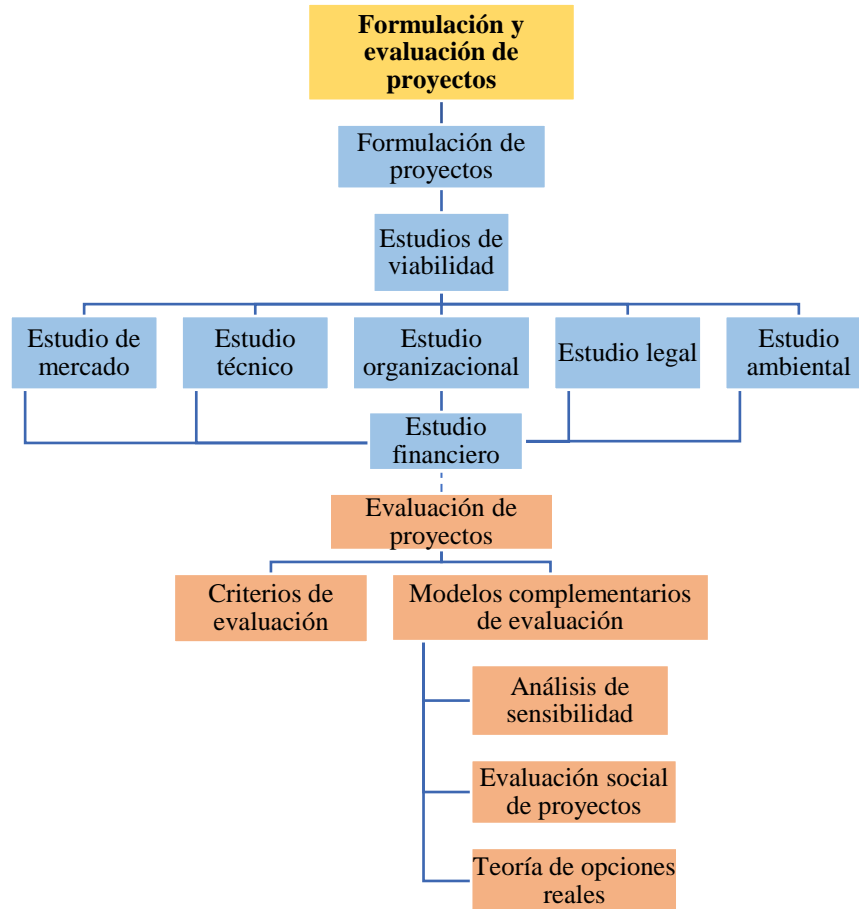 Formulación y
evaluación de
proyectos
Formulación de
proyectos
Estudios de
viabilidad
Estudio de
mercado
Estudio
técnico
Estudio
organizacional
Estudio legal
Estudio
ambiental
Estudio
financiero
Evaluación de
proyectos
Criterios de
evaluación
Modelos complementarios
de evaluación
Análisis de
sensibilidad
Evaluación social
de proyectos
Teoría de opciones
reales